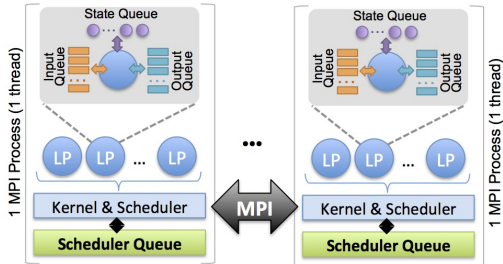 1 MPI Process (1 thread)
State Queue
Input
Queue
Output
Queue
LP
LP
...
LP
Kernel & Scheduler
Scheduler Queue
...
MPI
State Queue
Input
Queue
Output
Queue
LP
LP
...
LP
Kernel & Scheduler
Scheduler Queue
1 MPI Process (1 thread)